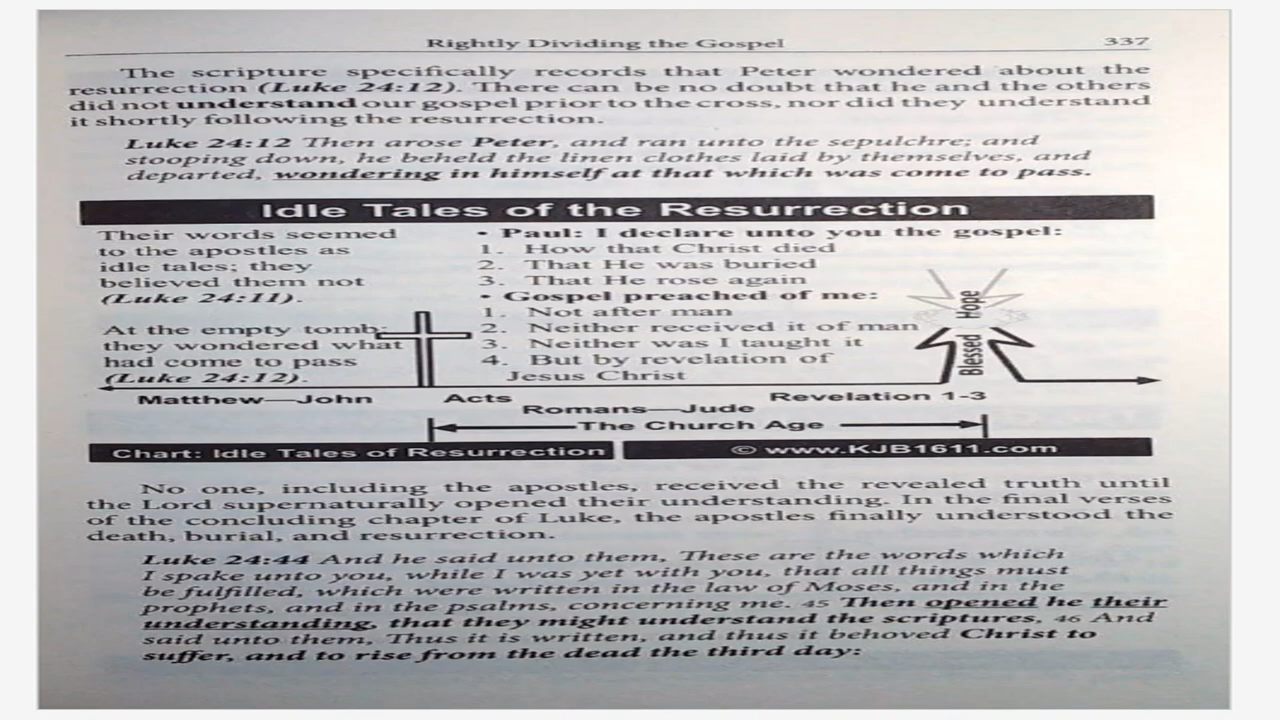 Rightly Dividing the Gospel 337
The scripture specifically records that Peter wondered about the
resurrection (Luke 24:12). There can be no doubt that he and the others
did not understand our gospel prior to the cross, nor did they understand
it shortly following the resurrection.
Luke 24:12 Then arose Peter, and ran unto the sepulchre; and
stooping down, he beheld the linen clothes laid by themselves, and
departed, wondering in himself at that which was come to pass.
Idle Tales of the Resurrection
Their words seemed
to the apostles as
idle tales; they
believed them not
(Luke 24:11).
At the empty tomb:
they wondered what
had come to pass
(Luke 24:12).
• Paul: I declare unto you the gospel:
1. How that Christ died
2. That He was buried
3. That He rose again
• Gospel preached of me:
1. Not after man
2. Neither received it of man
3. Neither was I taught it
4. But by revelation of
Jesus Christ
Blessed Hope
Matthew—John
Acts
Romans—Jude
Revelation 1-3
The Church Age
Chart: Idle Tales of Resurrection
© www.KJB1611.com
No one, including the apostles, received the revealed truth until
the Lord supernaturally opened their understanding. In the final verses
of the concluding chapter of Luke, the apostles finally understood the
death, burial, and resurrection.
Luke 24:44 And he said unto them, These are the words which
I spake unto you, while I was yet with you, that all things must
be fulfilled, which were written in the law of Moses, and in the
prophets, and in the psalms, concerning me. 45 Then opened he their
understanding, that they might understand the scriptures, 46 And
said unto them, Thus it is written, and thus it behoved Christ to
suffer, and to rise from the dead the third day: